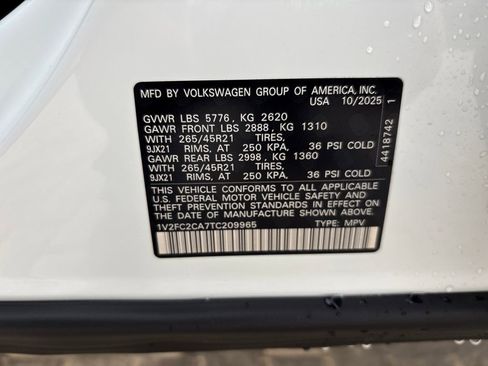 MFD BY VOLKSWAGEN GROUP OF AMERICA, INC.
USA 10/2025
GVWR LBS 5776 , KG 2620
GAWR FRONT LBS 2888 , KG 1310
WITH 265/45R21 TIRES,
9JX21 RIMS, AT 250 KPA, 36 PSI COLD
GAWR REAR LBS 2998 , KG 1360
WITH 265/45R21 TIRES,
9JX21 RIMS, AT 250 KPA, 36 PSI COLD
THIS VEHICLE CONFORMS TO ALL APPLICABLE
U.S. FEDERAL MOTOR VEHICLE SAFETY AND
THEFT PREVENTION STANDARDS IN EFFECT ON
THE DATE OF MANUFACTURE SHOWN ABOVE.
1V2FC2CA7TC209965 TYPE: MPV
4418742 1